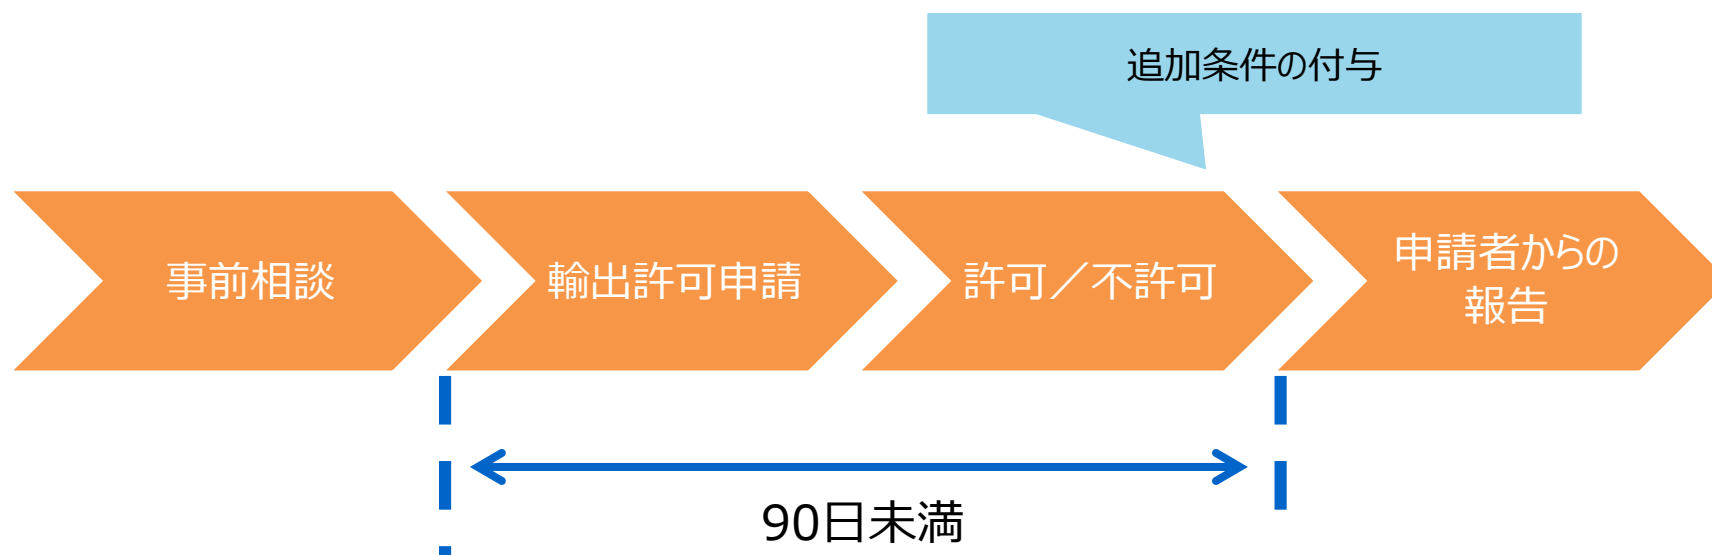 追加条件の付与
事前相談
輸出許可申請
許可／不許可
申請者からの
報告
90日未満